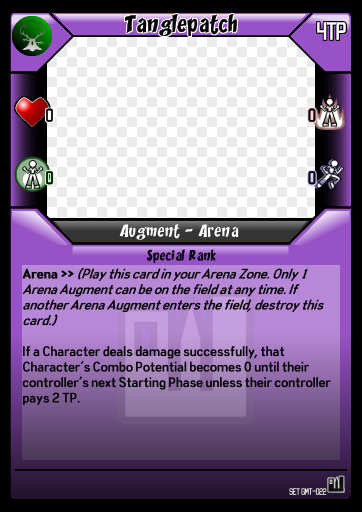 Tanglepatch
4TP
0
0
0
0
Augment - Arena
Special Rank
Arena >> (Play this card in your Arena Zone. Only 1
Arena Augment can be on the field at any time. If
another Arena Augment enters the field, destroy this
card.)
If a Character deals damage successfully, that
Character's Combo Potential becomes 0 until their
controller's next Starting Phase unless their controller
pays 2 TP.
SET GMT-022